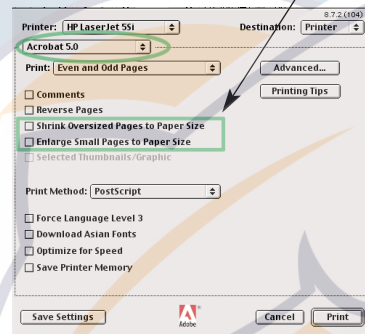 8.7.2 (104)
Printer: HP LaserJet 5Si Destination: Printer
Acrobat 5.0
Print: Even and Odd Pages Advanced...
Comments Printing Tips
Reverse Pages
Shrink Oversized Pages to Paper Size
Enlarge Small Pages to Paper Size
Selected Thumbnails/Graphic
Print Method: PostScript
Force Language Level 3
Download Asian Fonts
Optimize for Speed
Save Printer Memory
Save Settings Adobe Cancel Print